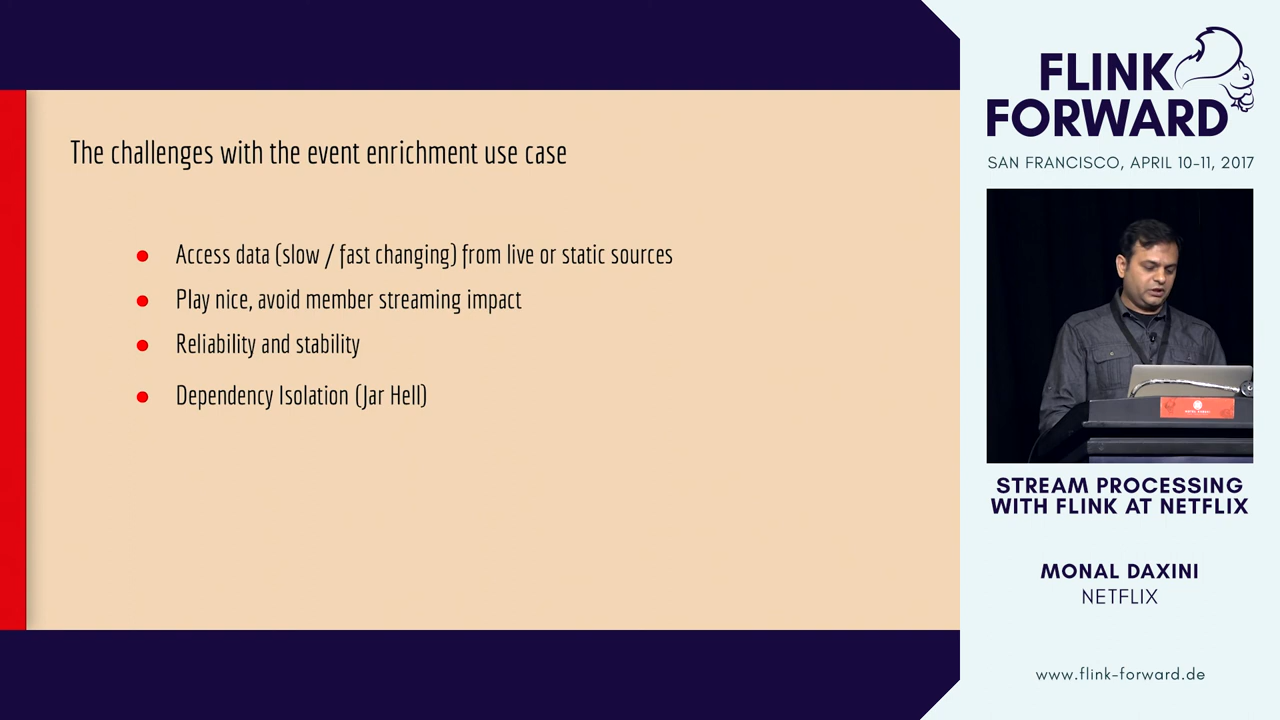 The challenges with the event enrichment use case
● Access data (slow / fast changing) from live or static sources
● Play nice, avoid member streaming impact
● Reliability and stability
● Dependency Isolation (Jar Hell)
FLINK
FORWARD
SAN FRANCISCO, APRIL 10-11, 2017
STREAM PROCESSING
WITH FLINK AT NETFLIX
MONAL DAXINI
NETFLIX
www.flink-forward.de